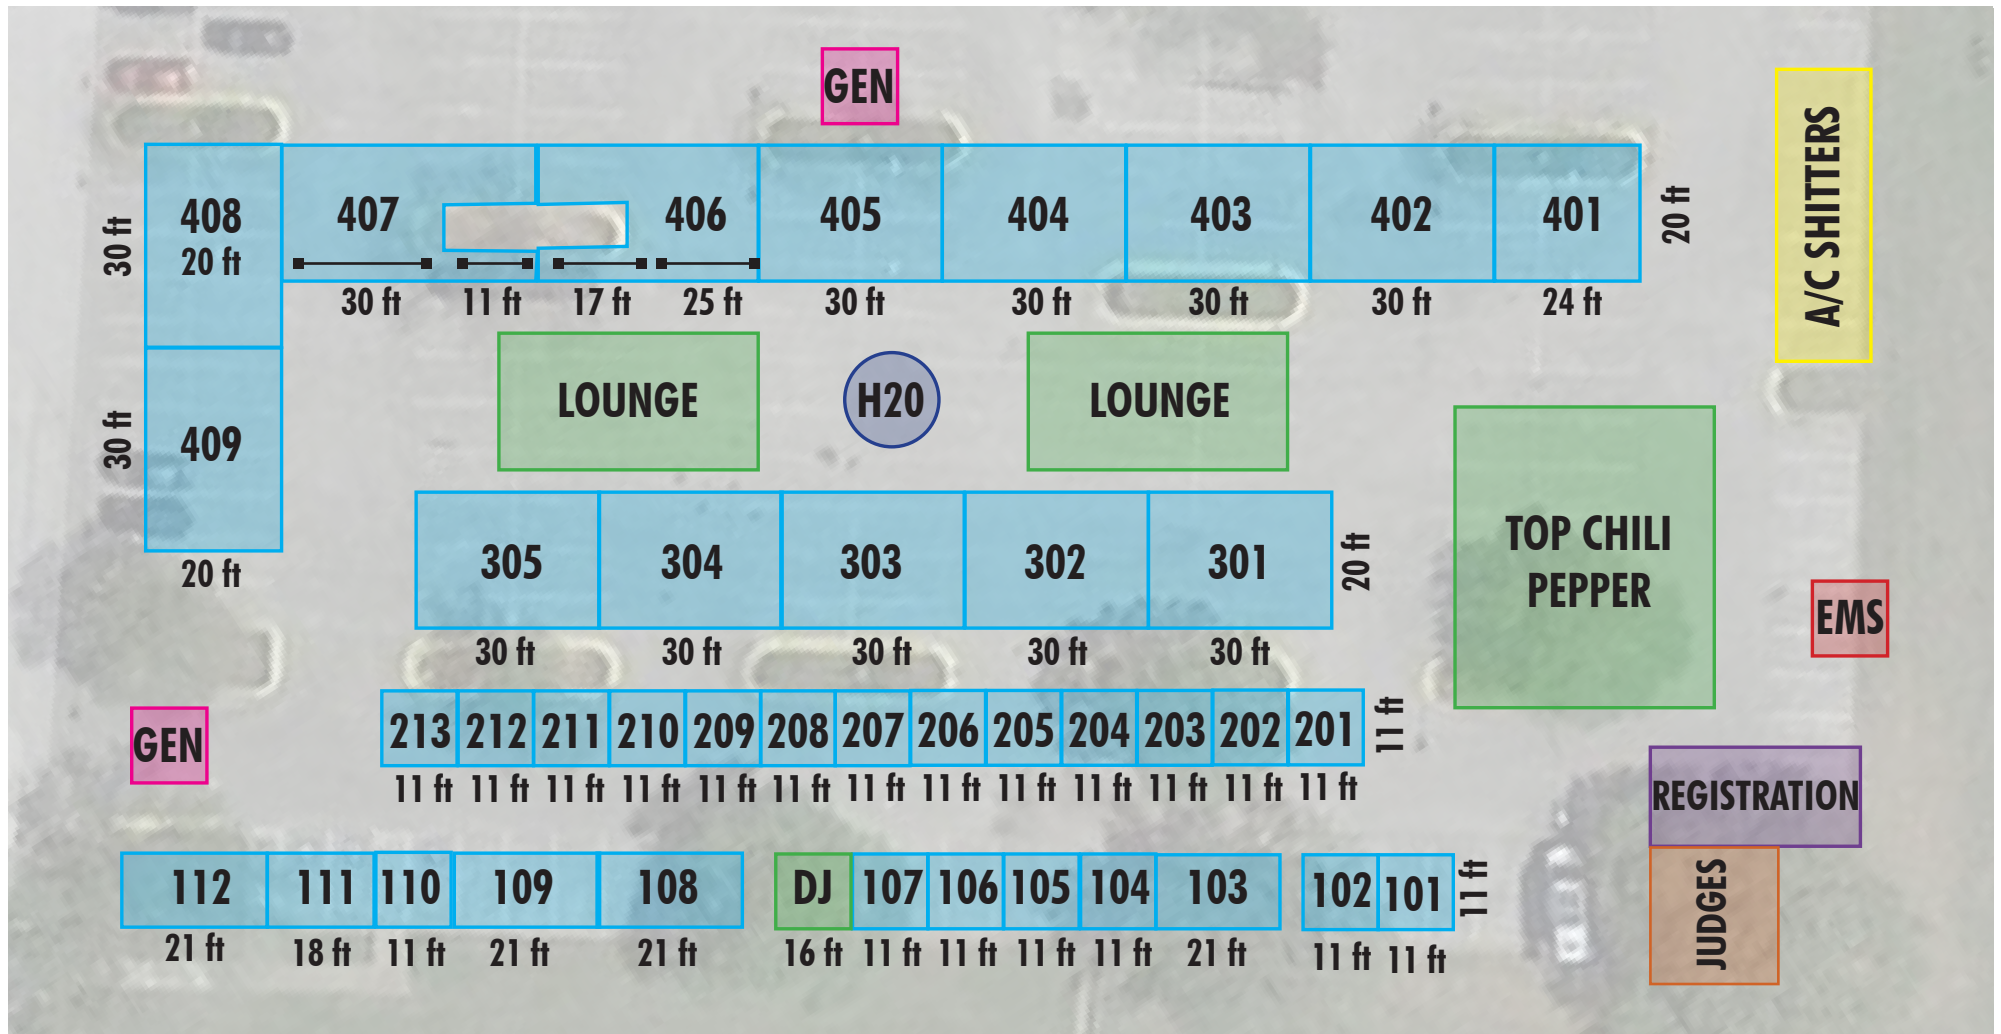 GEN
A/C SHITTERS
408
20 ft
30 ft
407
406
405
404
403
402
401
20 ft
30 ft
11 ft
17 ft
25 ft
30 ft
30 ft
30 ft
30 ft
24 ft
LOUNGE
H20
LOUNGE
30 ft
409
20 ft
TOP CHILI
PEPPER
305
304
303
302
301
20 ft
30 ft
30 ft
30 ft
30 ft
30 ft
EMS
GEN
213
212
211
210
209
208
207
206
205
204
203
202
201
11 ft
11 ft
11 ft
11 ft
11 ft
11 ft
11 ft
11 ft
11 ft
11 ft
11 ft
11 ft
11 ft
11 ft
REGISTRATION
JUDGES
112
111
110
109
108
DJ
107
106
105
104
103
102
101
11 ft
21 ft
18 ft
11 ft
21 ft
21 ft
16 ft
11 ft
11 ft
11 ft
11 ft
21 ft
11 ft
11 ft